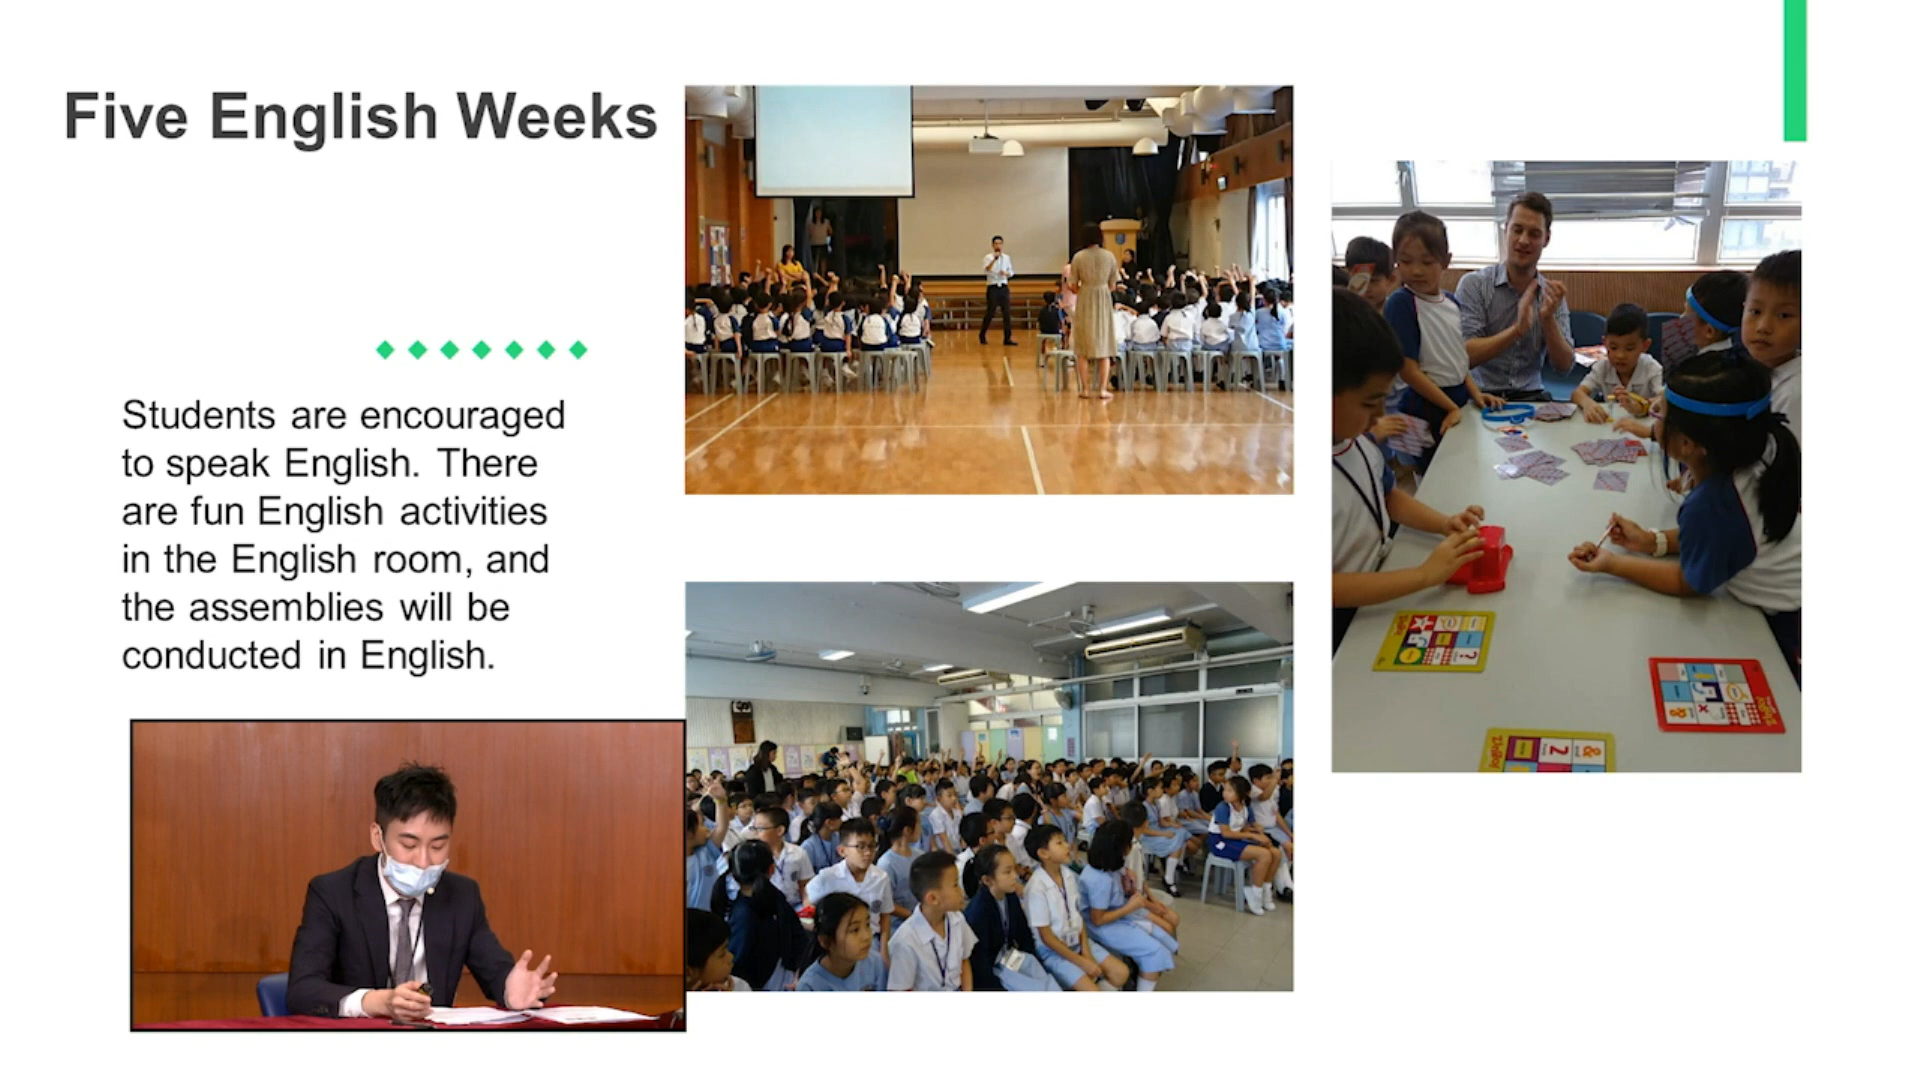 Five English Weeks
Students are encouraged
to speak English. There
are fun English activities
in the English room, and
the assemblies will be
conducted in English.